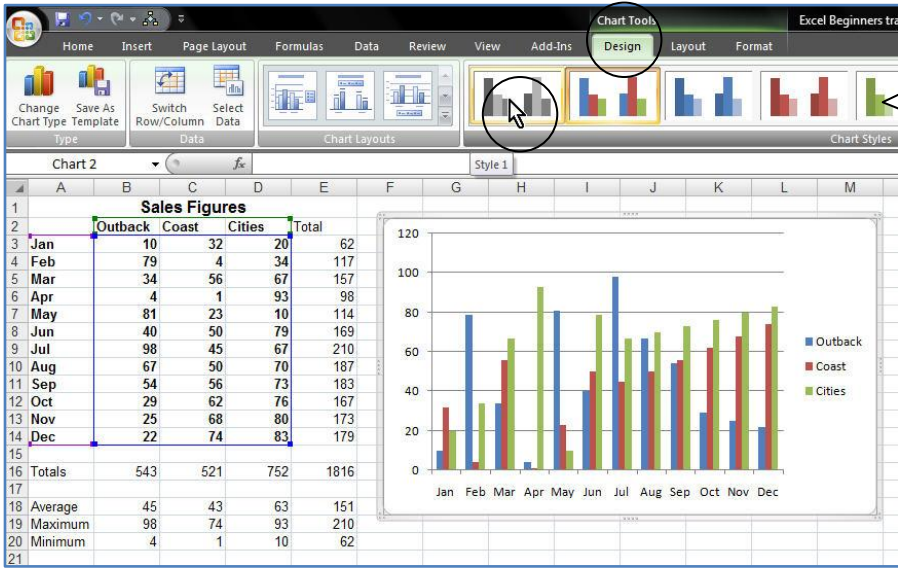 Chart Tools Excel Beginners tra
Home Insert Page Layout Formulas Data Review View Add-Ins Design Layout Format
Change Chart Type Save As Template Switch Row/Column Select Data
Type Data Chart Layouts Chart Styles
Chart 2 fx
Style 1
A B C D E F G H I J K L M
1 Sales Figures
2 Outback Coast Cities Total
3 Jan 10 32 20 62
4 Feb 79 4 34 117
5 Mar 34 56 67 157
6 Apr 4 1 93 98
7 May 81 23 10 114
8 Jun 40 50 79 169
9 Jul 98 45 67 210
10 Aug 67 50 70 187
11 Sep 54 56 73 183
12 Oct 29 62 76 167
13 Nov 25 68 80 173
14 Dec 22 74 83 179
15
16 Totals 543 521 752 1816
17
18 Average 45 43 63 151
19 Maximum 98 74 93 210
20 Minimum 4 1 10 62
21
120
100
80
60
40
20
0
Jan Feb Mar Apr May Jun Jul Aug Sep Oct Nov Dec
Outback
Coast
Cities